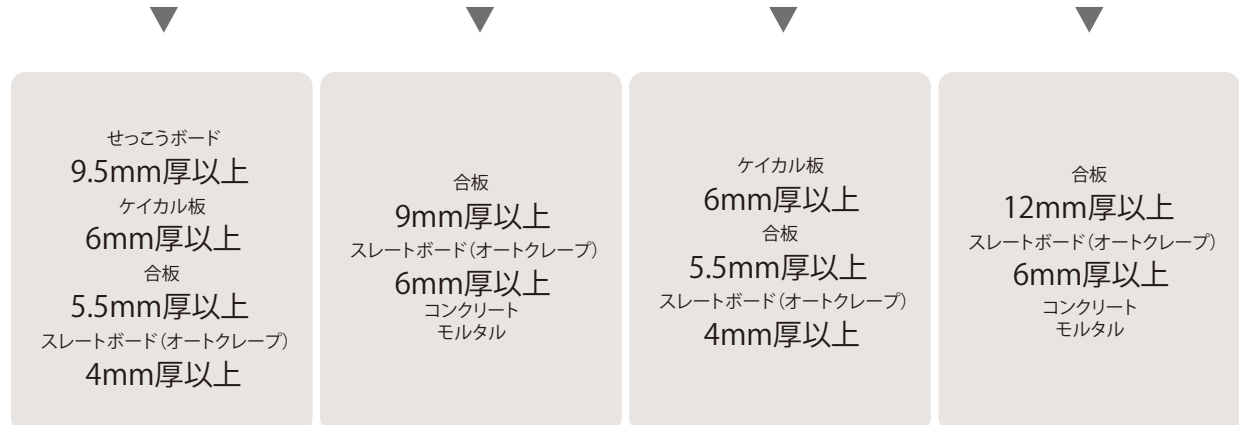 せっこうボード
9.5mm厚以上
ケイカル板
6mm厚以上
合板
5.5mm厚以上
スレートボード（オートクレープ）
4mm厚以上
合板
9mm厚以上
スレートボード（オートクレープ）
6mm厚以上
コンクリート
モルタル
ケイカル板
6mm厚以上
合板
5.5mm厚以上
スレートボード（オートクレープ）
4mm厚以上
合板
12mm厚以上
スレートボード（オートクレープ）
6mm厚以上
コンクリート
モルタル